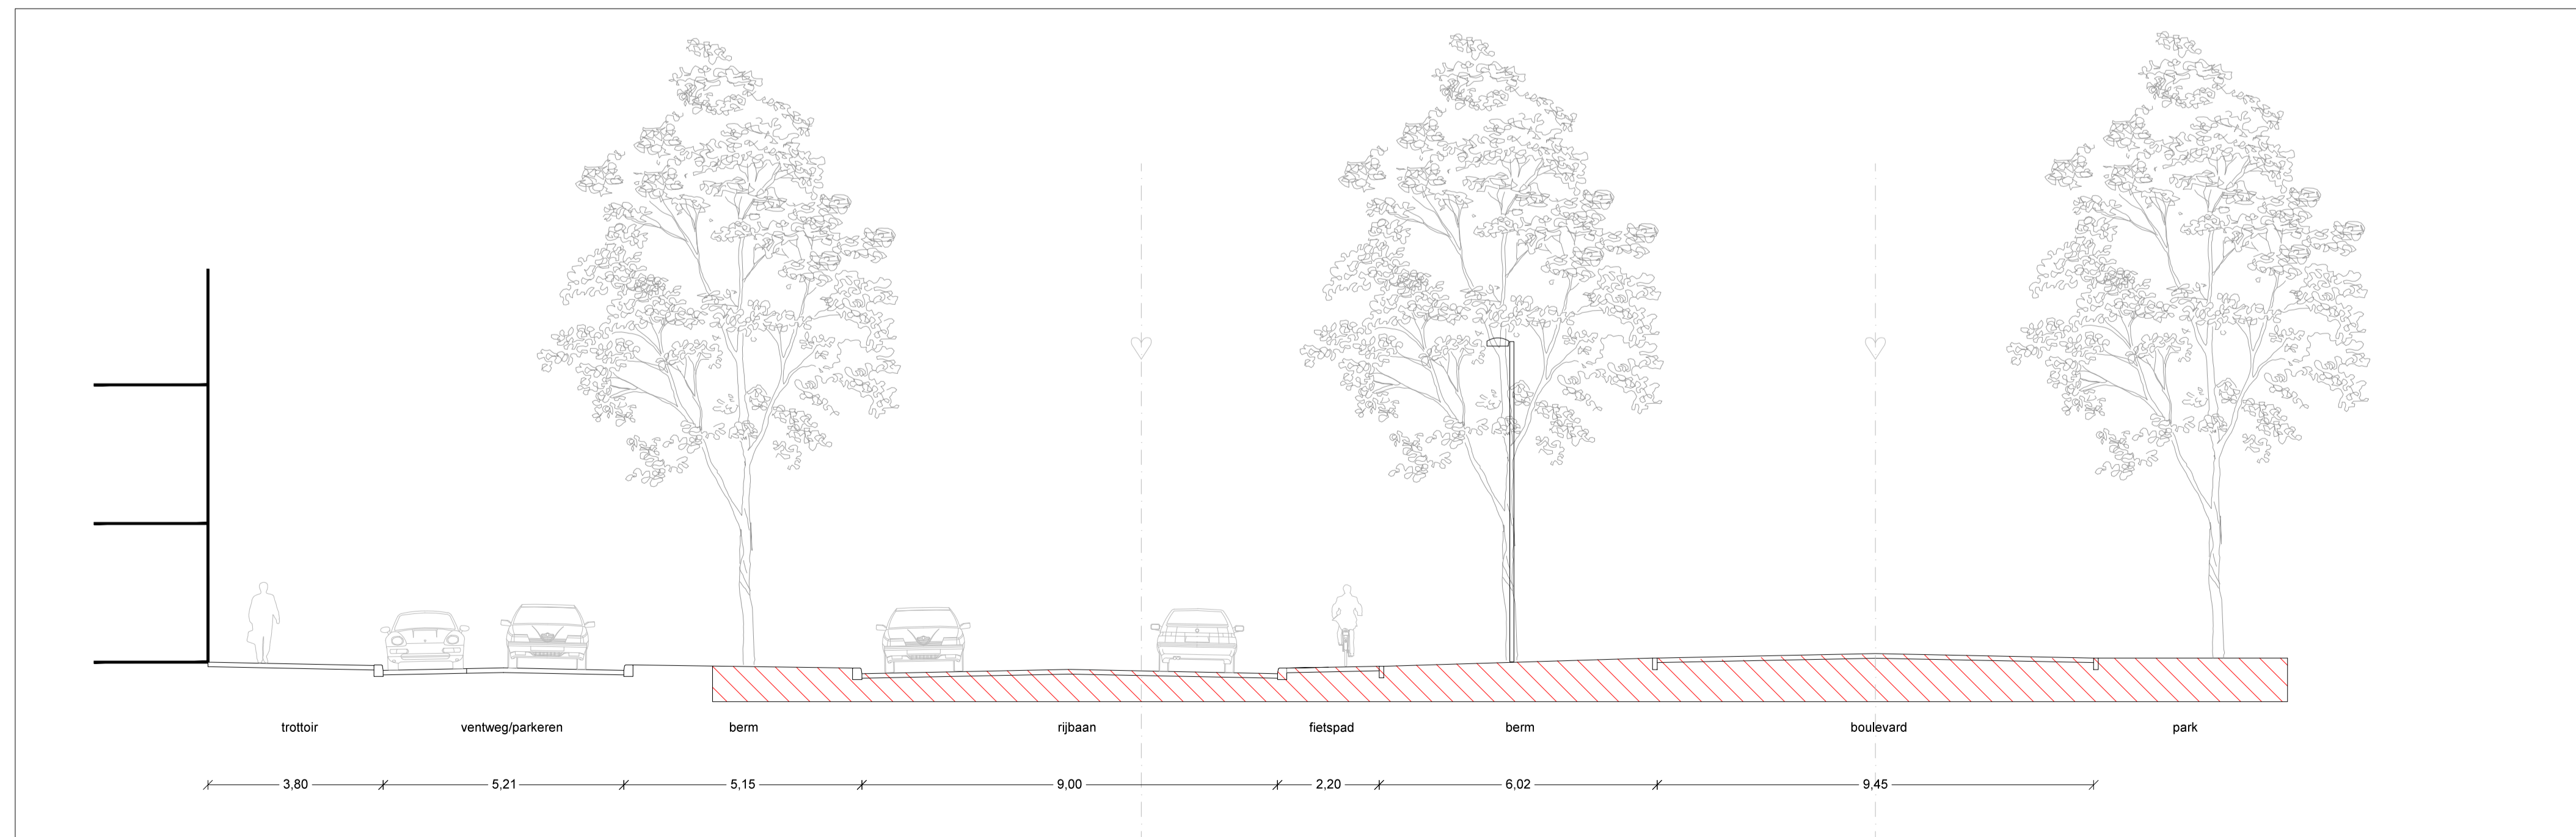 trottoir ventweg/parkeren berm rijbaan fietspad berm boulevard park
3,80 5,21 5,15 9,00 2,20 6,02 9,45